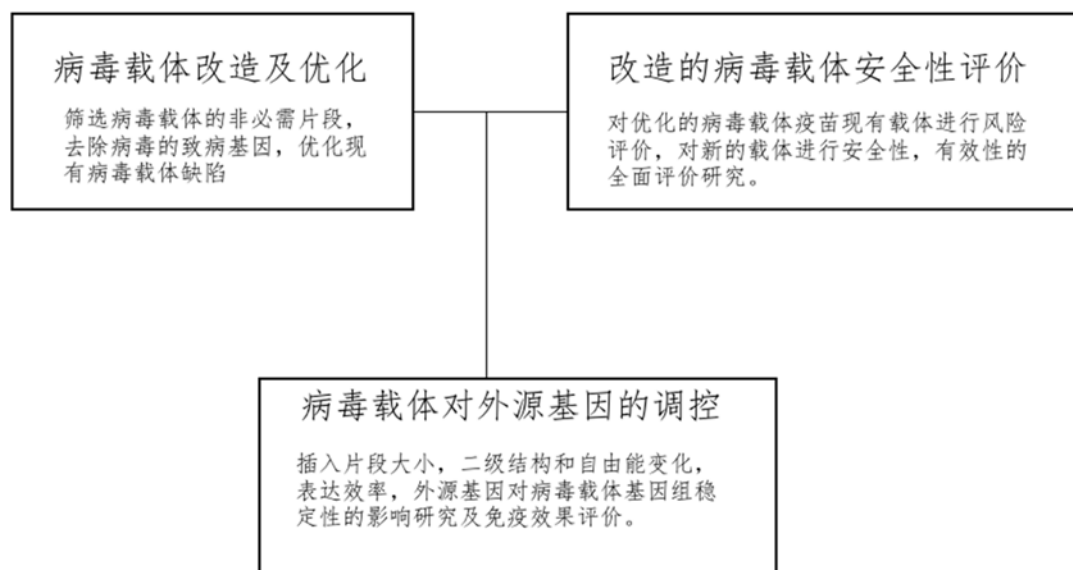 病毒载体改造及优化
筛选病毒载体的非必需片段，
去除病毒的致病基因，优化现
有病毒载体缺陷
改造的病毒载体安全性评价
对优化的病毒载体疫苗现有载体进行风险
评价，对新的载体进行安全性，有效性的
全面评价研究。
病毒载体对外源基因的调控
插入片段大小，二级结构和自由能变化，
表达效率，外源基因对病毒载体基因组稳
定性的影响研究及免疫效果评价。